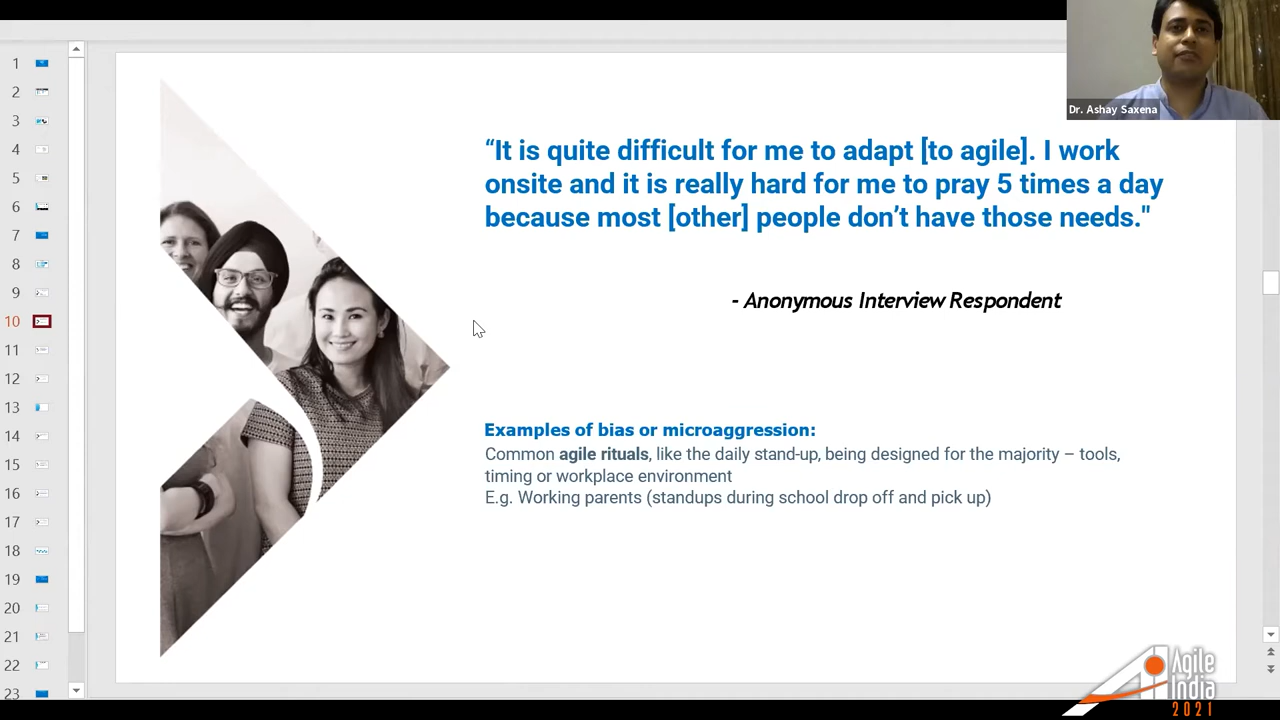 Dr. Ashay Saxena
1
2
3
4
5
6
7
8
9
10
11
12
13
14
15
16
17
18
19
20
21
22
23
“It is quite difficult for me to adapt [to agile]. I work
onsite and it is really hard for me to pray 5 times a day
because most [other] people don’t have those needs."
- Anonymous Interview Respondent
Examples of bias or microaggression:
Common agile rituals, like the daily stand-up, being designed for the majority – tools,
timing or workplace environment
E.g. Working parents (standups during school drop off and pick up)
Agile
India
2021